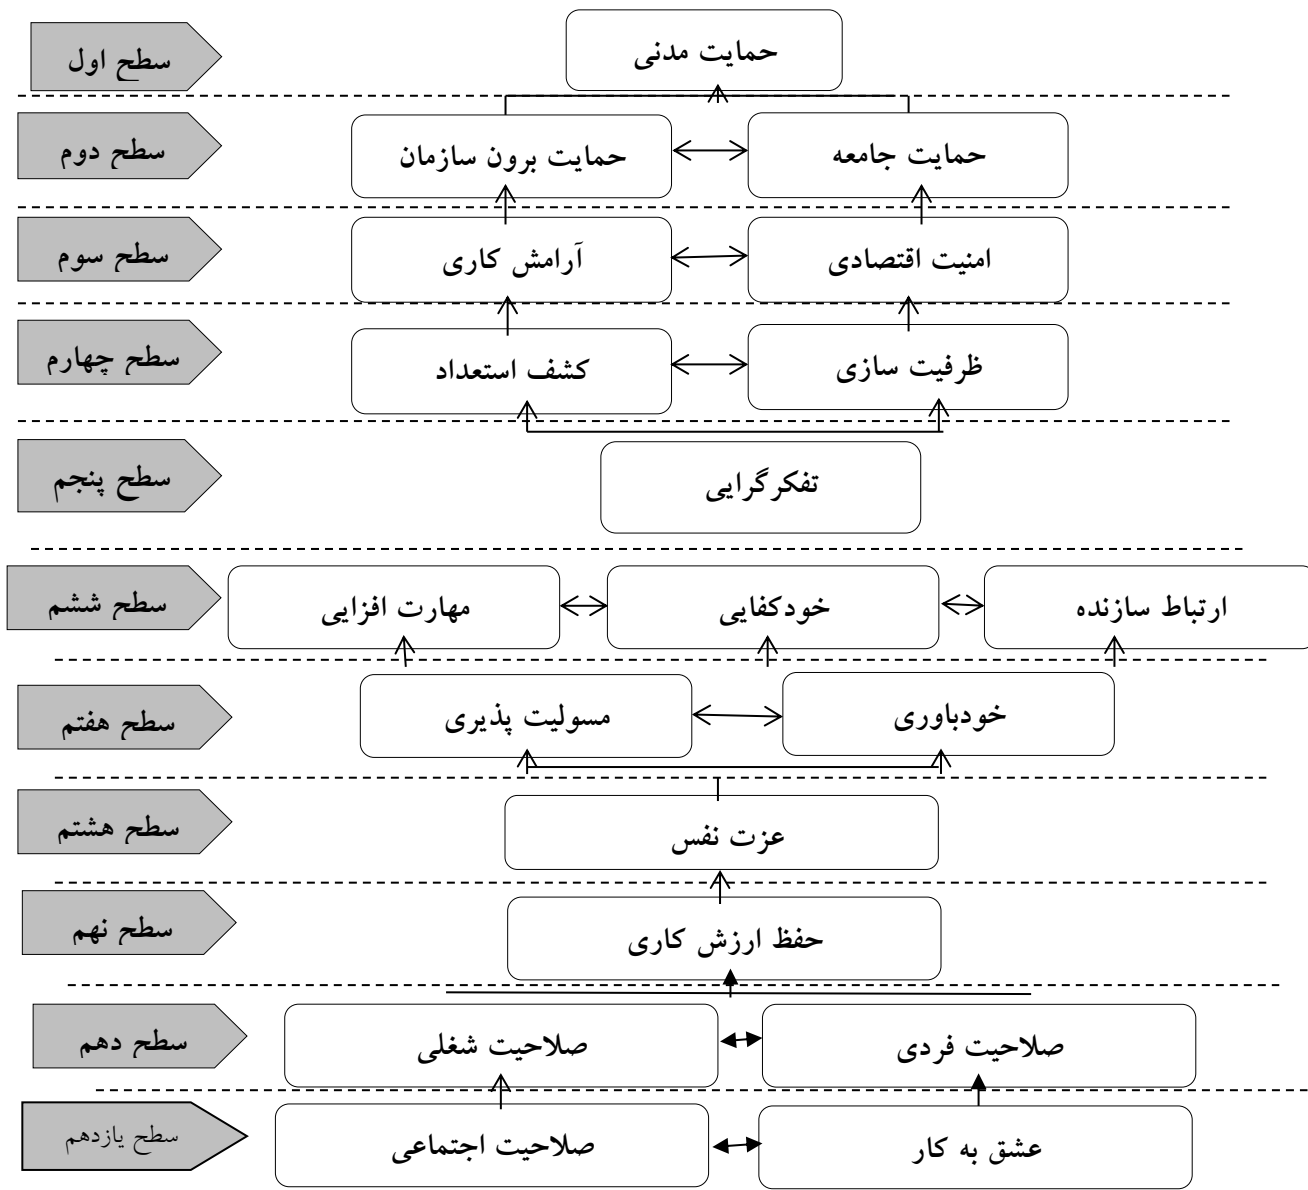 حمایت مدنی
سطح اول
حمایت جامعه
حمایت برون سازمان
سطح دوم
امنیت اقتصادی
آرامش کاری
سطح سوم
ظرفیت سازی
کشف استعداد
سطح چهارم
تفکرگرایی
سطح پنجم
ارتباط سازنده
خودکفایی
مهارت افزایی
سطح ششم
خودباوری
مسولیت پذیری
سطح هفتم
عزت نفس
سطح هشتم
حفظ ارزش کاری
سطح نهم
صلاحیت فردی
صلاحیت شغلی
سطح دهم
عشق به کار
صلاحیت اجتماعی
سطح یازدهم